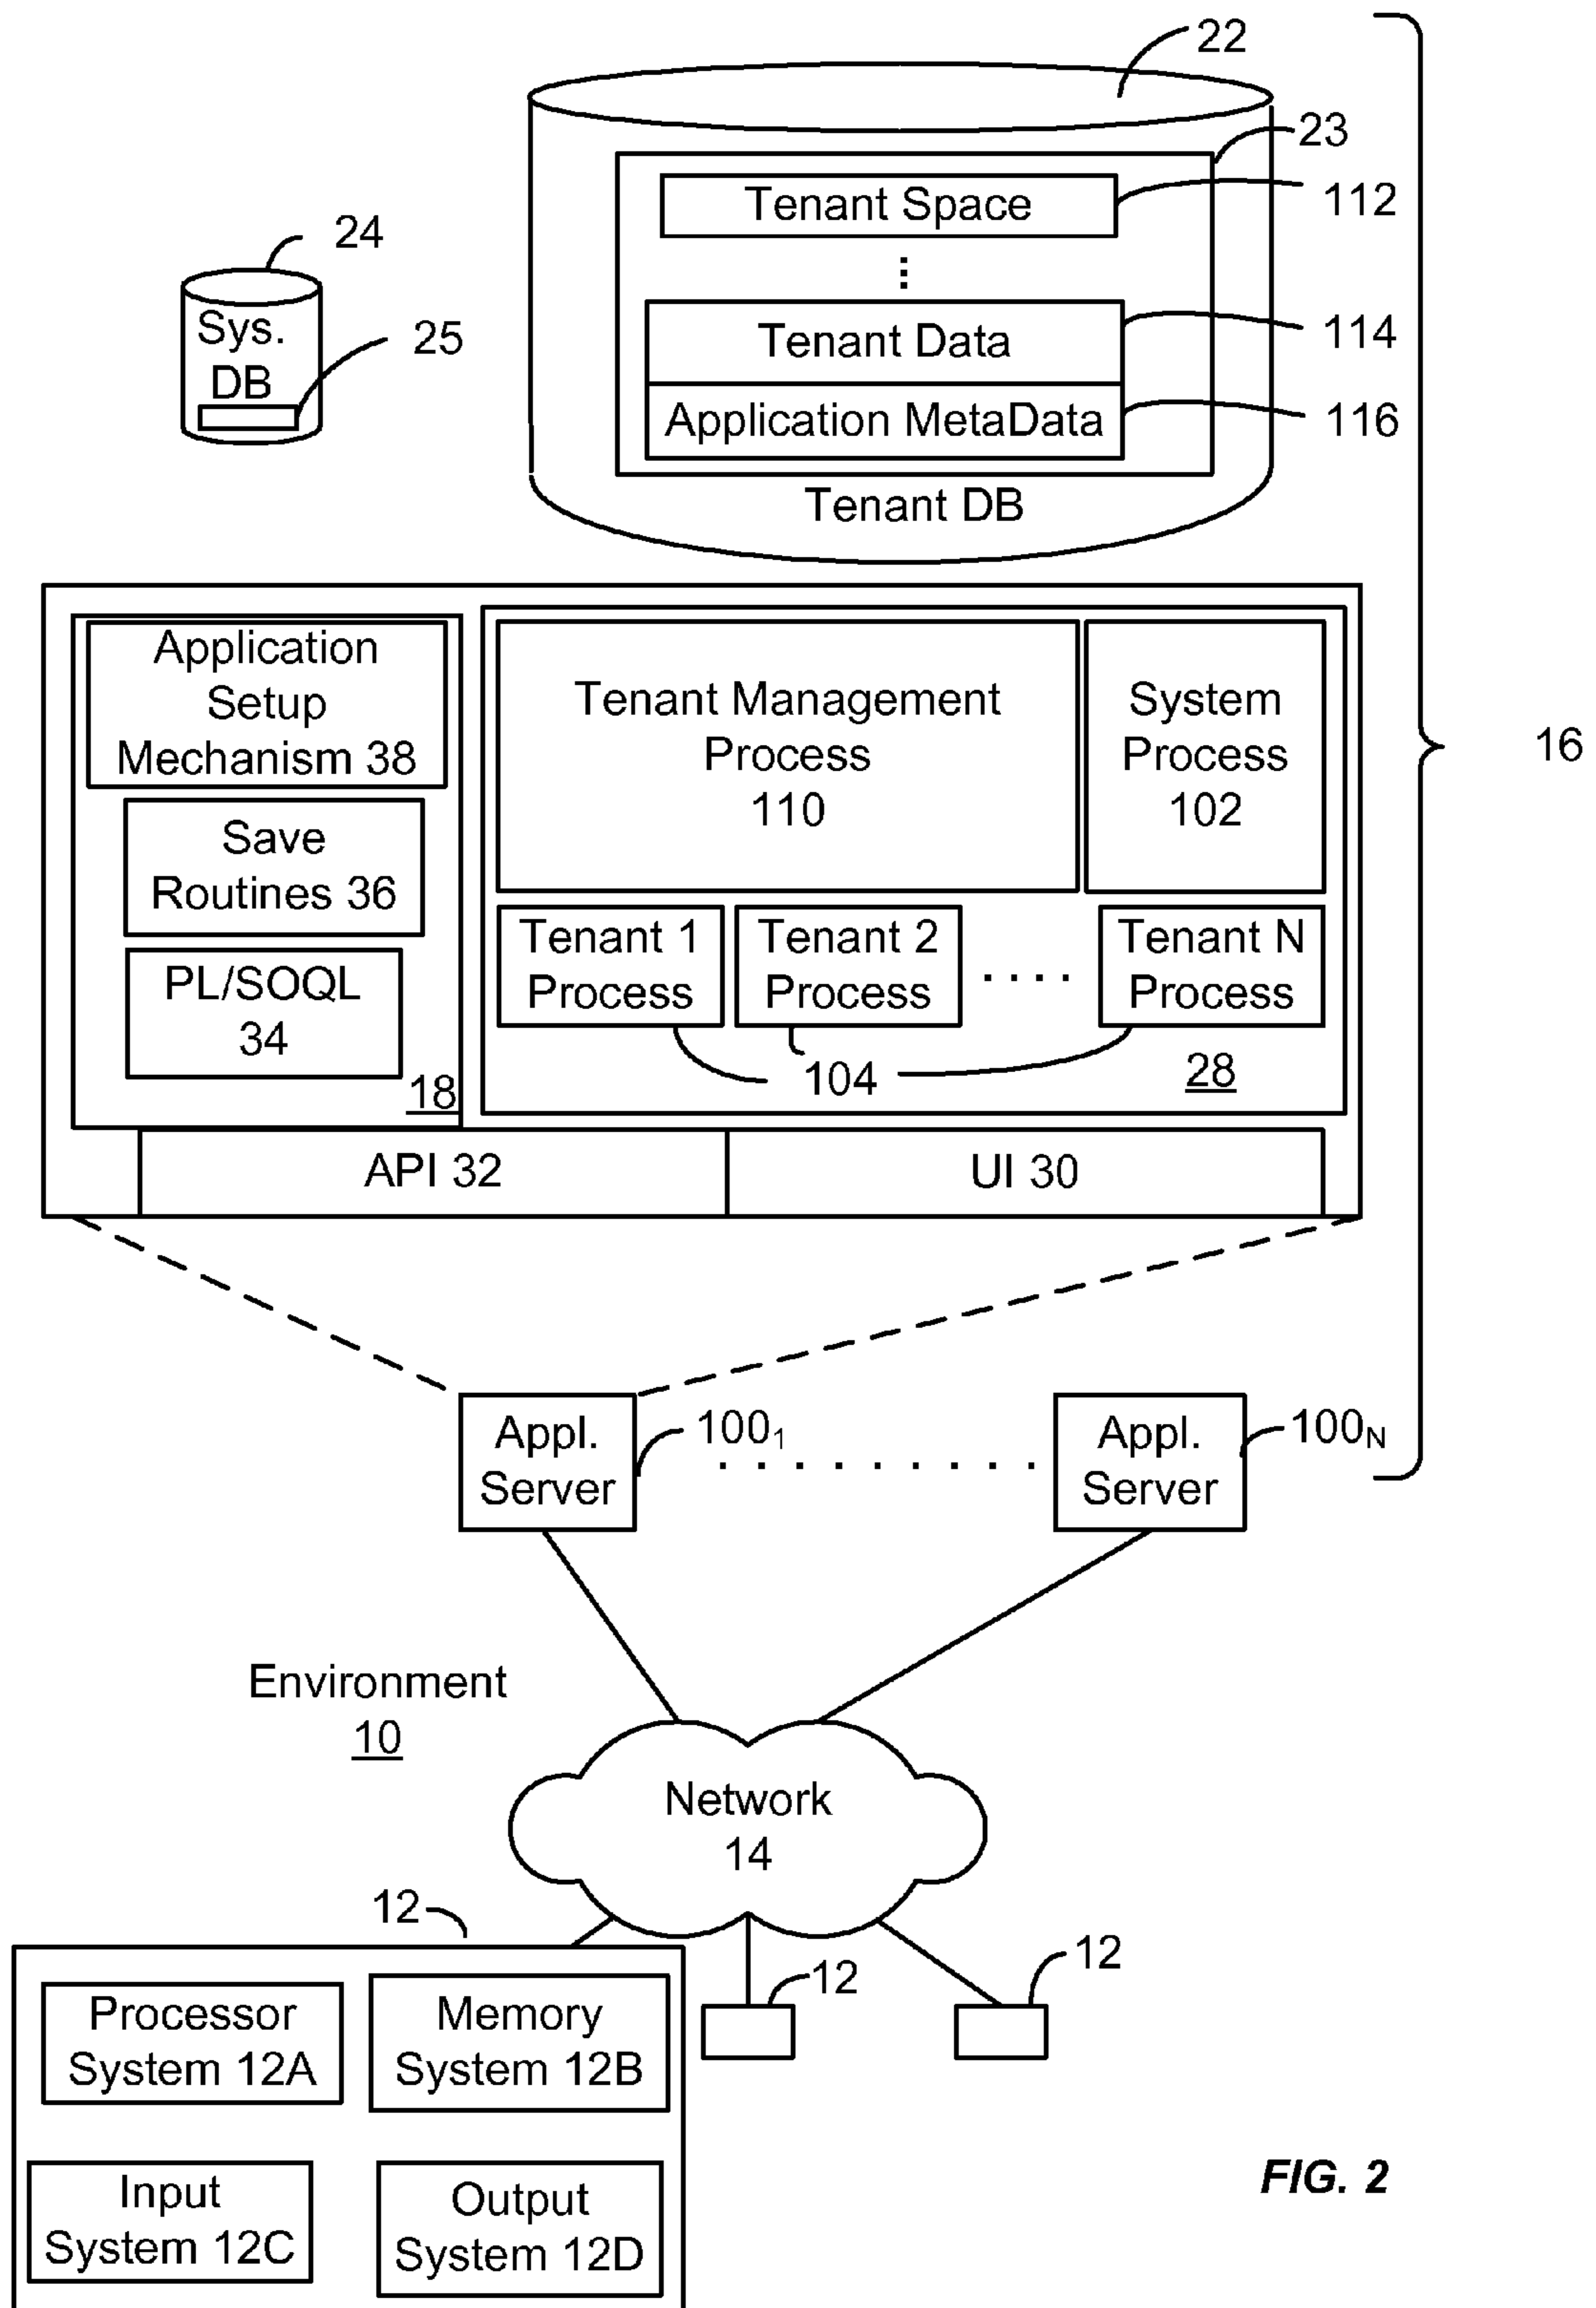 22
23
Tenant Space
112
24
Sys.
DB
25
Tenant Data
114
Application MetaData
116
Tenant DB
Application
Setup
Mechanism 38
Save
Routines 36
PL/SOQL
34
18
Tenant Management
Process
110
System
Process
102
Tenant 1
Process
Tenant 2
Process
. . . .
Tenant N
Process
104
28
API 32
UI 30
16
Appl.
Server
100₁
. . . . . . . . .
Appl.
Server
100N
Environment
10
Network
14
12
12
12
Processor
System 12A
Memory
System 12B
Input
System 12C
Output
System 12D
FIG. 2